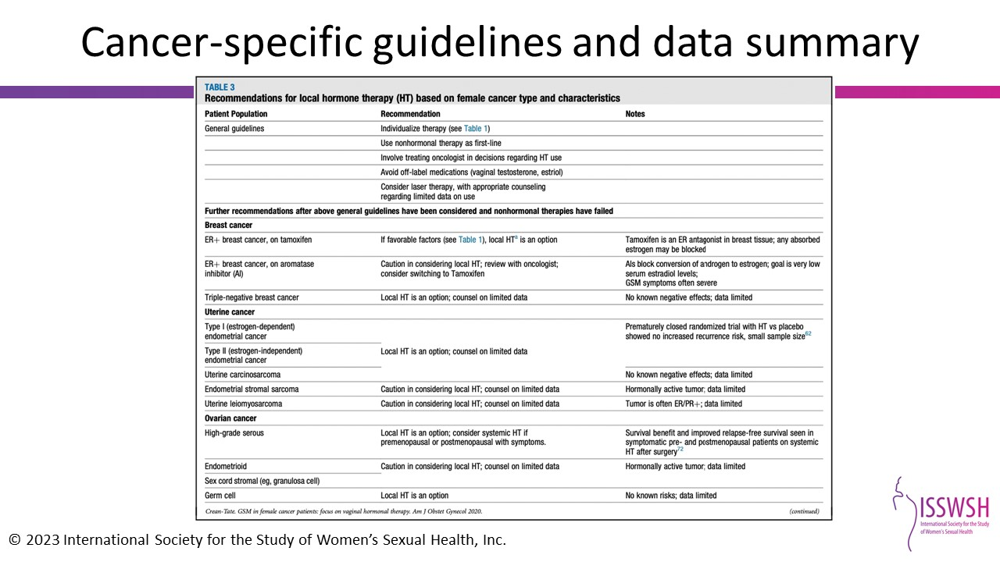 Cancer-specific guidelines and data summary
TABLE 3
Recommendations for local hormone therapy (HT) based on female cancer type and characteristics
Patient Population Recommendation Notes
General guidelines Individualize therapy (see Table 1)
Use nonhormonal therapy as first-line
Involve treating oncologist in decisions regarding HT use
Avoid off-label medications (vaginal testosterone, estriol)
Consider laser therapy, with appropriate counseling
regarding limited data on use
Further recommendations after above general guidelines have been considered and nonhormonal therapies have failed
Breast cancer
ER+ breast cancer, on tamoxifen If favorable factors (see Table 1), local HTa is an option Tamoxifen is an ER antagonist in breast tissue; any absorbed
estrogen may be blocked
ER+ breast cancer, on aromatase Caution in considering local HT; review with oncologist; AIs block conversion of androgen to estrogen; goal is very low
inhibitor (AI) consider switching to Tamoxifen serum estradiol levels;
GSM symptoms often severe
Triple-negative breast cancer Local HT is an option; counsel on limited data No known negative effects; data limited
Uterine cancer
Type I (estrogen-dependent) Prematurely closed randomized trial with HT vs placebo
endometrial cancer showed no increased recurrence risk, small sample size62
Type II (estrogen-independent) Local HT is an option; counsel on limited data
endometrial cancer
Uterine carcinosarcoma No known negative effects; data limited
Endometrial stromal sarcoma Caution in considering local HT; counsel on limited data Hormonally active tumor; data limited
Uterine leiomyosarcoma Caution in considering local HT; counsel on limited data Tumor is often ER/PR+; data limited
Ovarian cancer
High-grade serous Local HT is an option; consider systemic HT if Survival benefit and improved relapse-free survival seen in
premenopausal or postmenopausal with symptoms. symptomatic pre- and postmenopausal patients on systemic
HT after surgery72
Endometrioid Caution in considering local HT; counsel on limited data Hormonally active tumor; data limited
Sex cord stromal (eg, granulosa cell)
Germ cell Local HT is an option No known risks; data limited
Crean-Tate. GSM in female cancer patients: focus on vaginal hormonal therapy. Am J Obstet Gynecol 2020. (continued)
ISSWSH
International Society for the Study
of Women's Sexual Health
© 2023 International Society for the Study of Women's Sexual Health, Inc.